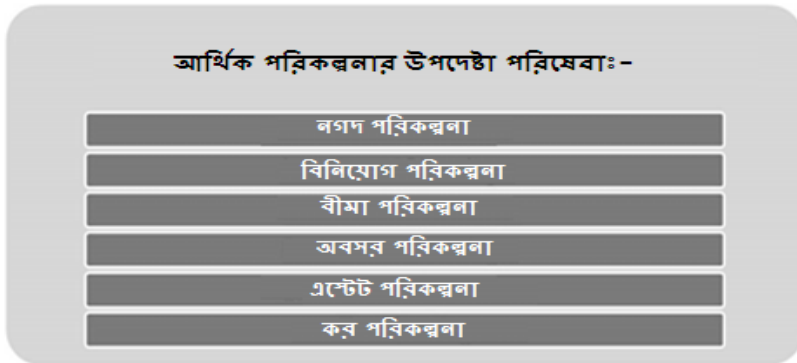 আর্থিক পরিকল্পনার উপদেষ্টা পরিষেবাঃ-
নগদ পরিকল্পনা
বিনিয়োগ পরিকল্পনা
বীমা পরিকল্পনা
অবসর পরিকল্পনা
এস্টেট পরিকল্পনা
কর পরিকল্পনা